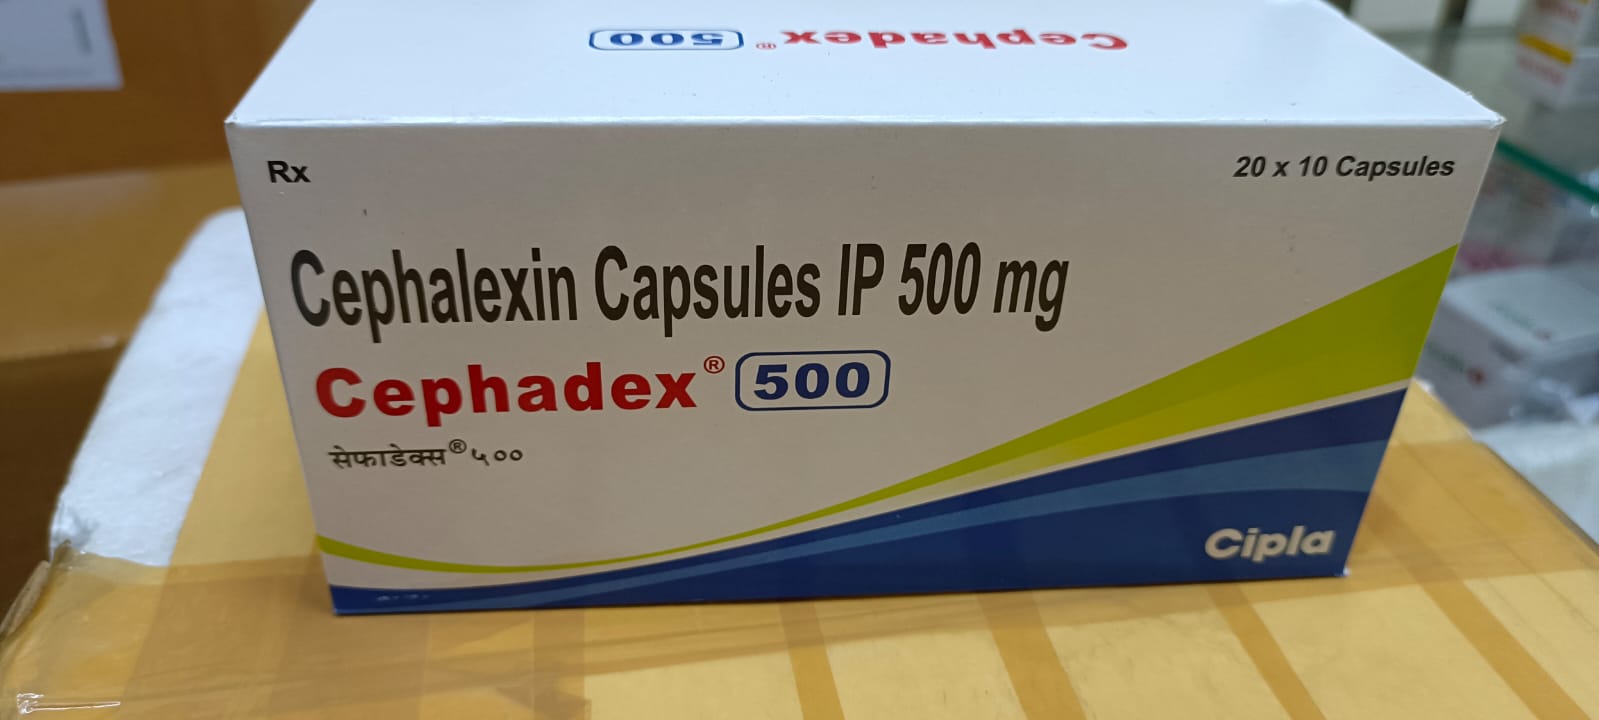 Cephadex® 500
Rx
20 x 10 Capsules
Cephalexin Capsules IP 500 mg
Cephadex® 500
सेफाडेक्स® ५००
Cipla